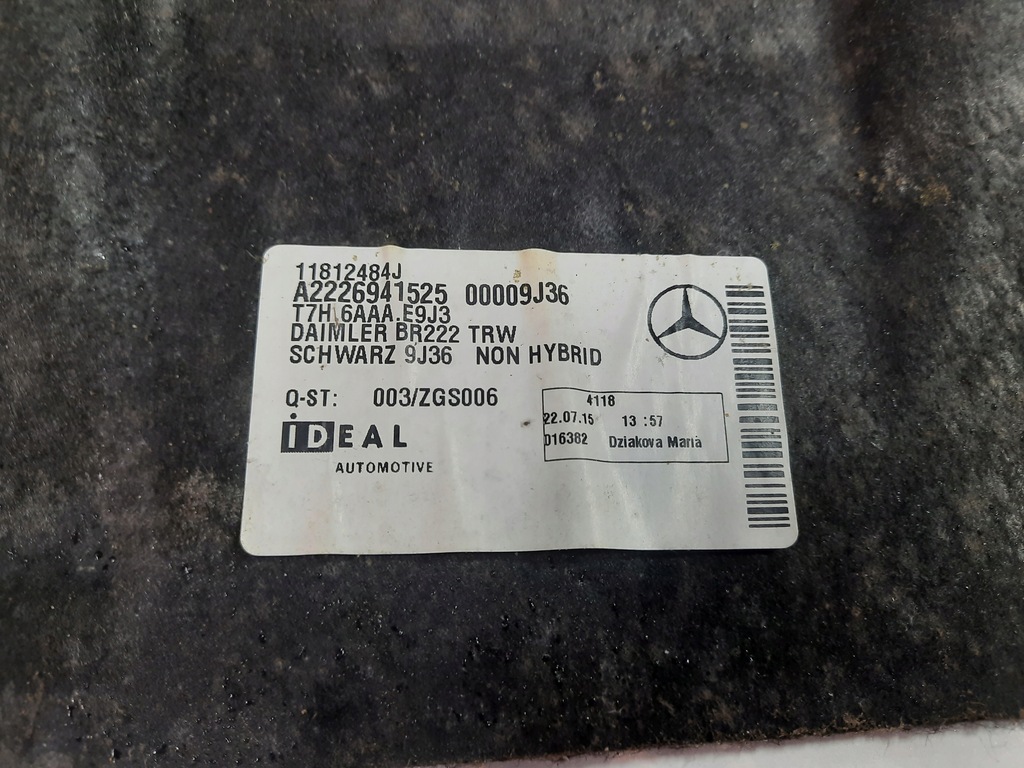 11812484J
A2226941525 00009J36
T7H.6AAA.E9J3
DAIMLER BR222 TRW
SCHWARZ 9J36 NON HYBRID
Q-ST: 003/ZGS006
iDEAL
AUTOMOTIVE
4118
22.07.15 13:57
016382 Dziakova Maria